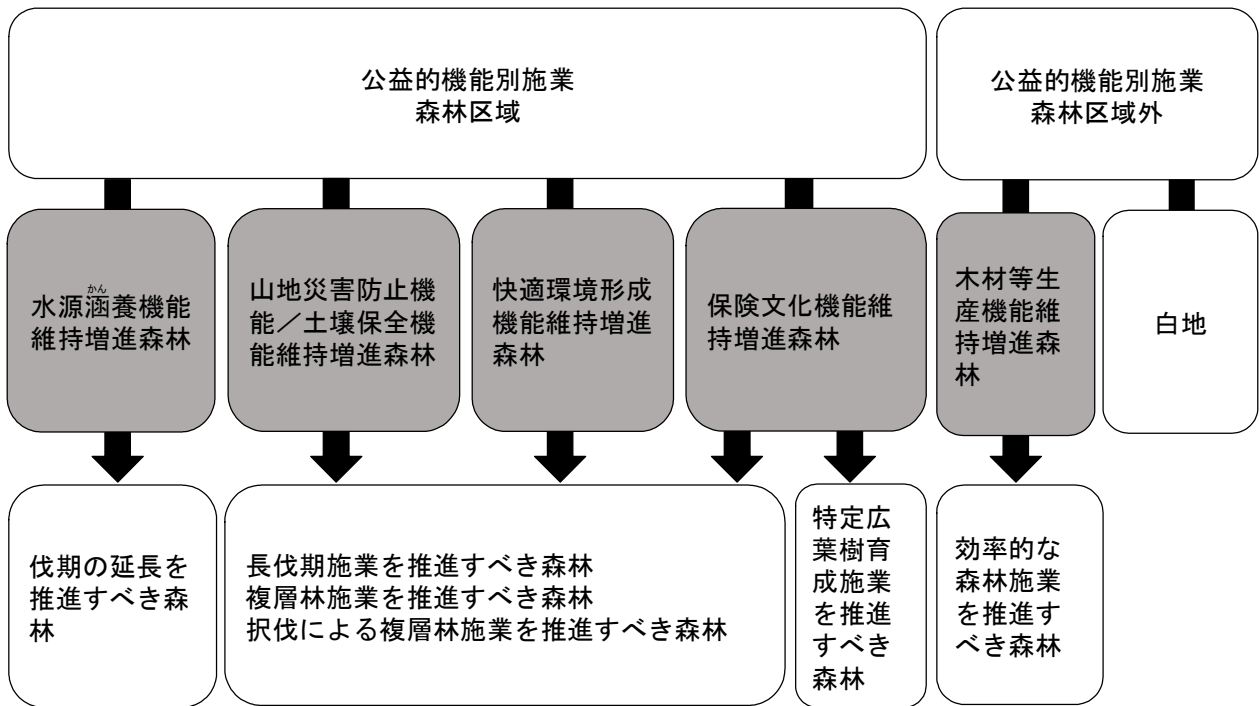 公益的機能別施業
森林区域
公益的機能別施業
森林区域外
かん
水源涵養機能
維持増進森林
山地災害防止機
能／土壌保全機
能維持増進森林
快適環境形成
機能維持増進
森林
保険文化機能維
持増進森林
木材等生
産機能維
持増進森
林
白地
伐期の延長を
推進すべき森
林
長伐期施業を推進すべき森林
複層林施業を推進すべき森林
択伐による複層林施業を推進すべき森林
特定広
葉樹育
成施業
を推進
すべき
森林
効率的な
森林施業
を推進す
べき森林